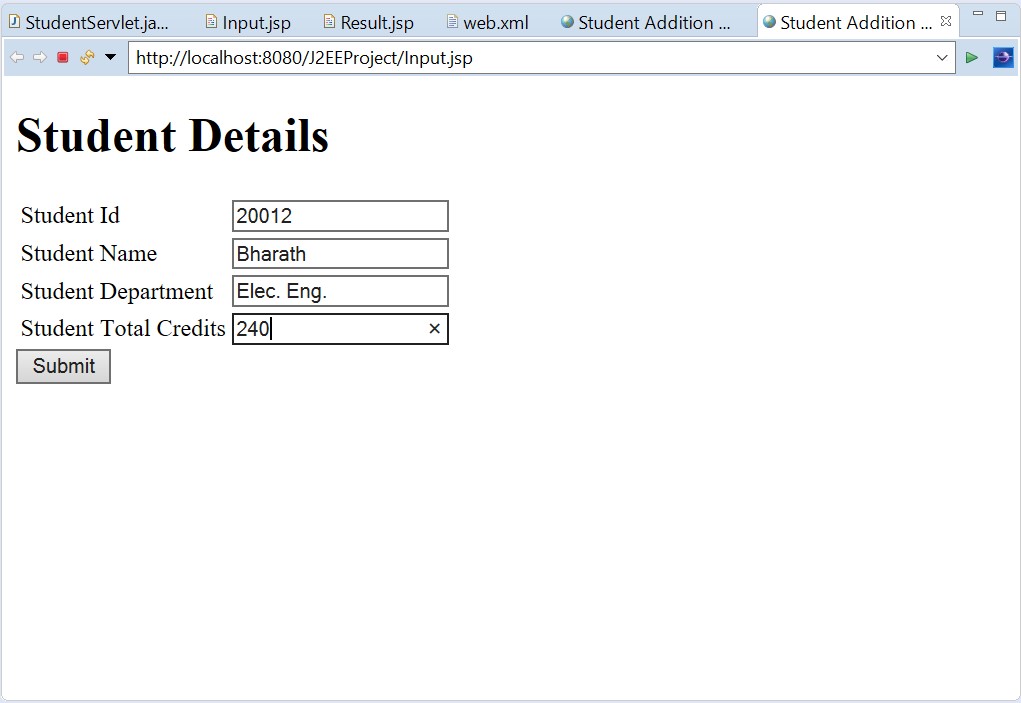 StudentServlet.ja... Input.jsp Result.jsp web.xml Student Addition ... Student Addition ...
http://localhost:8080/J2EEProject/Input.jsp
Student Details
Student Id 20012
Student Name Bharath
Student Department Elec. Eng.
Student Total Credits 240
Submit